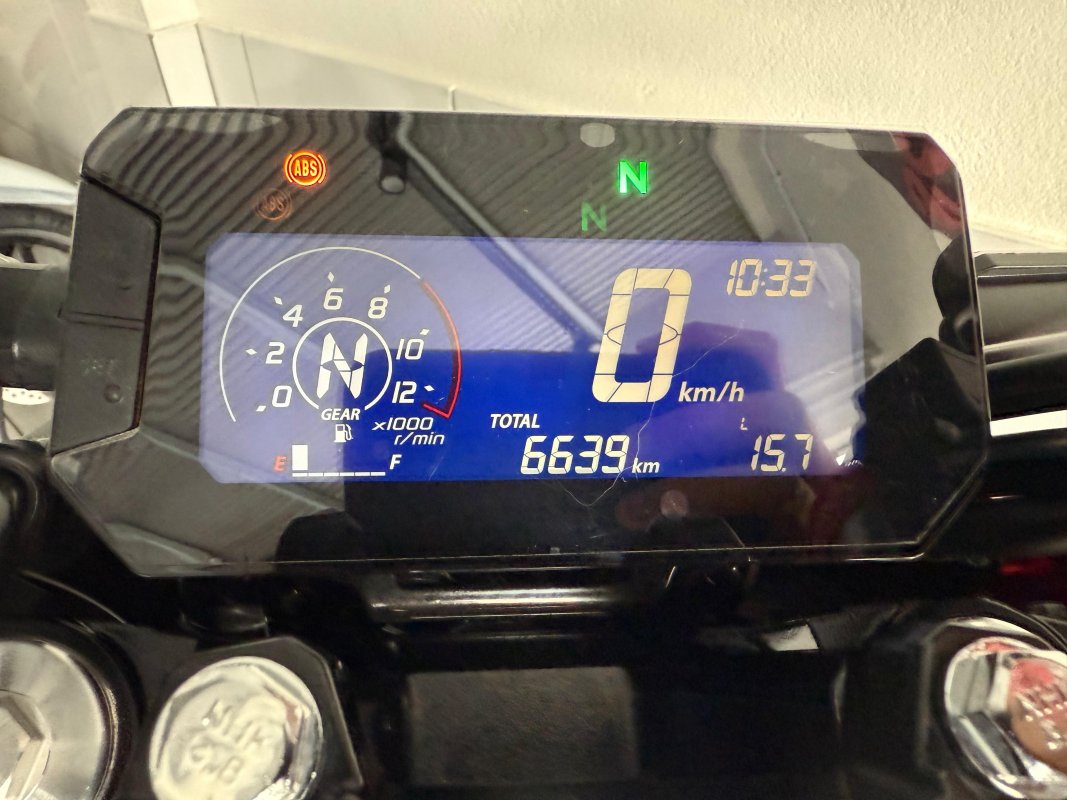 ABS
N
10:33
0 km/h
0
2
4
6
8
10
12
N
GEAR
x1000
r/min
E F
TOTAL
6639 km
L
15.7